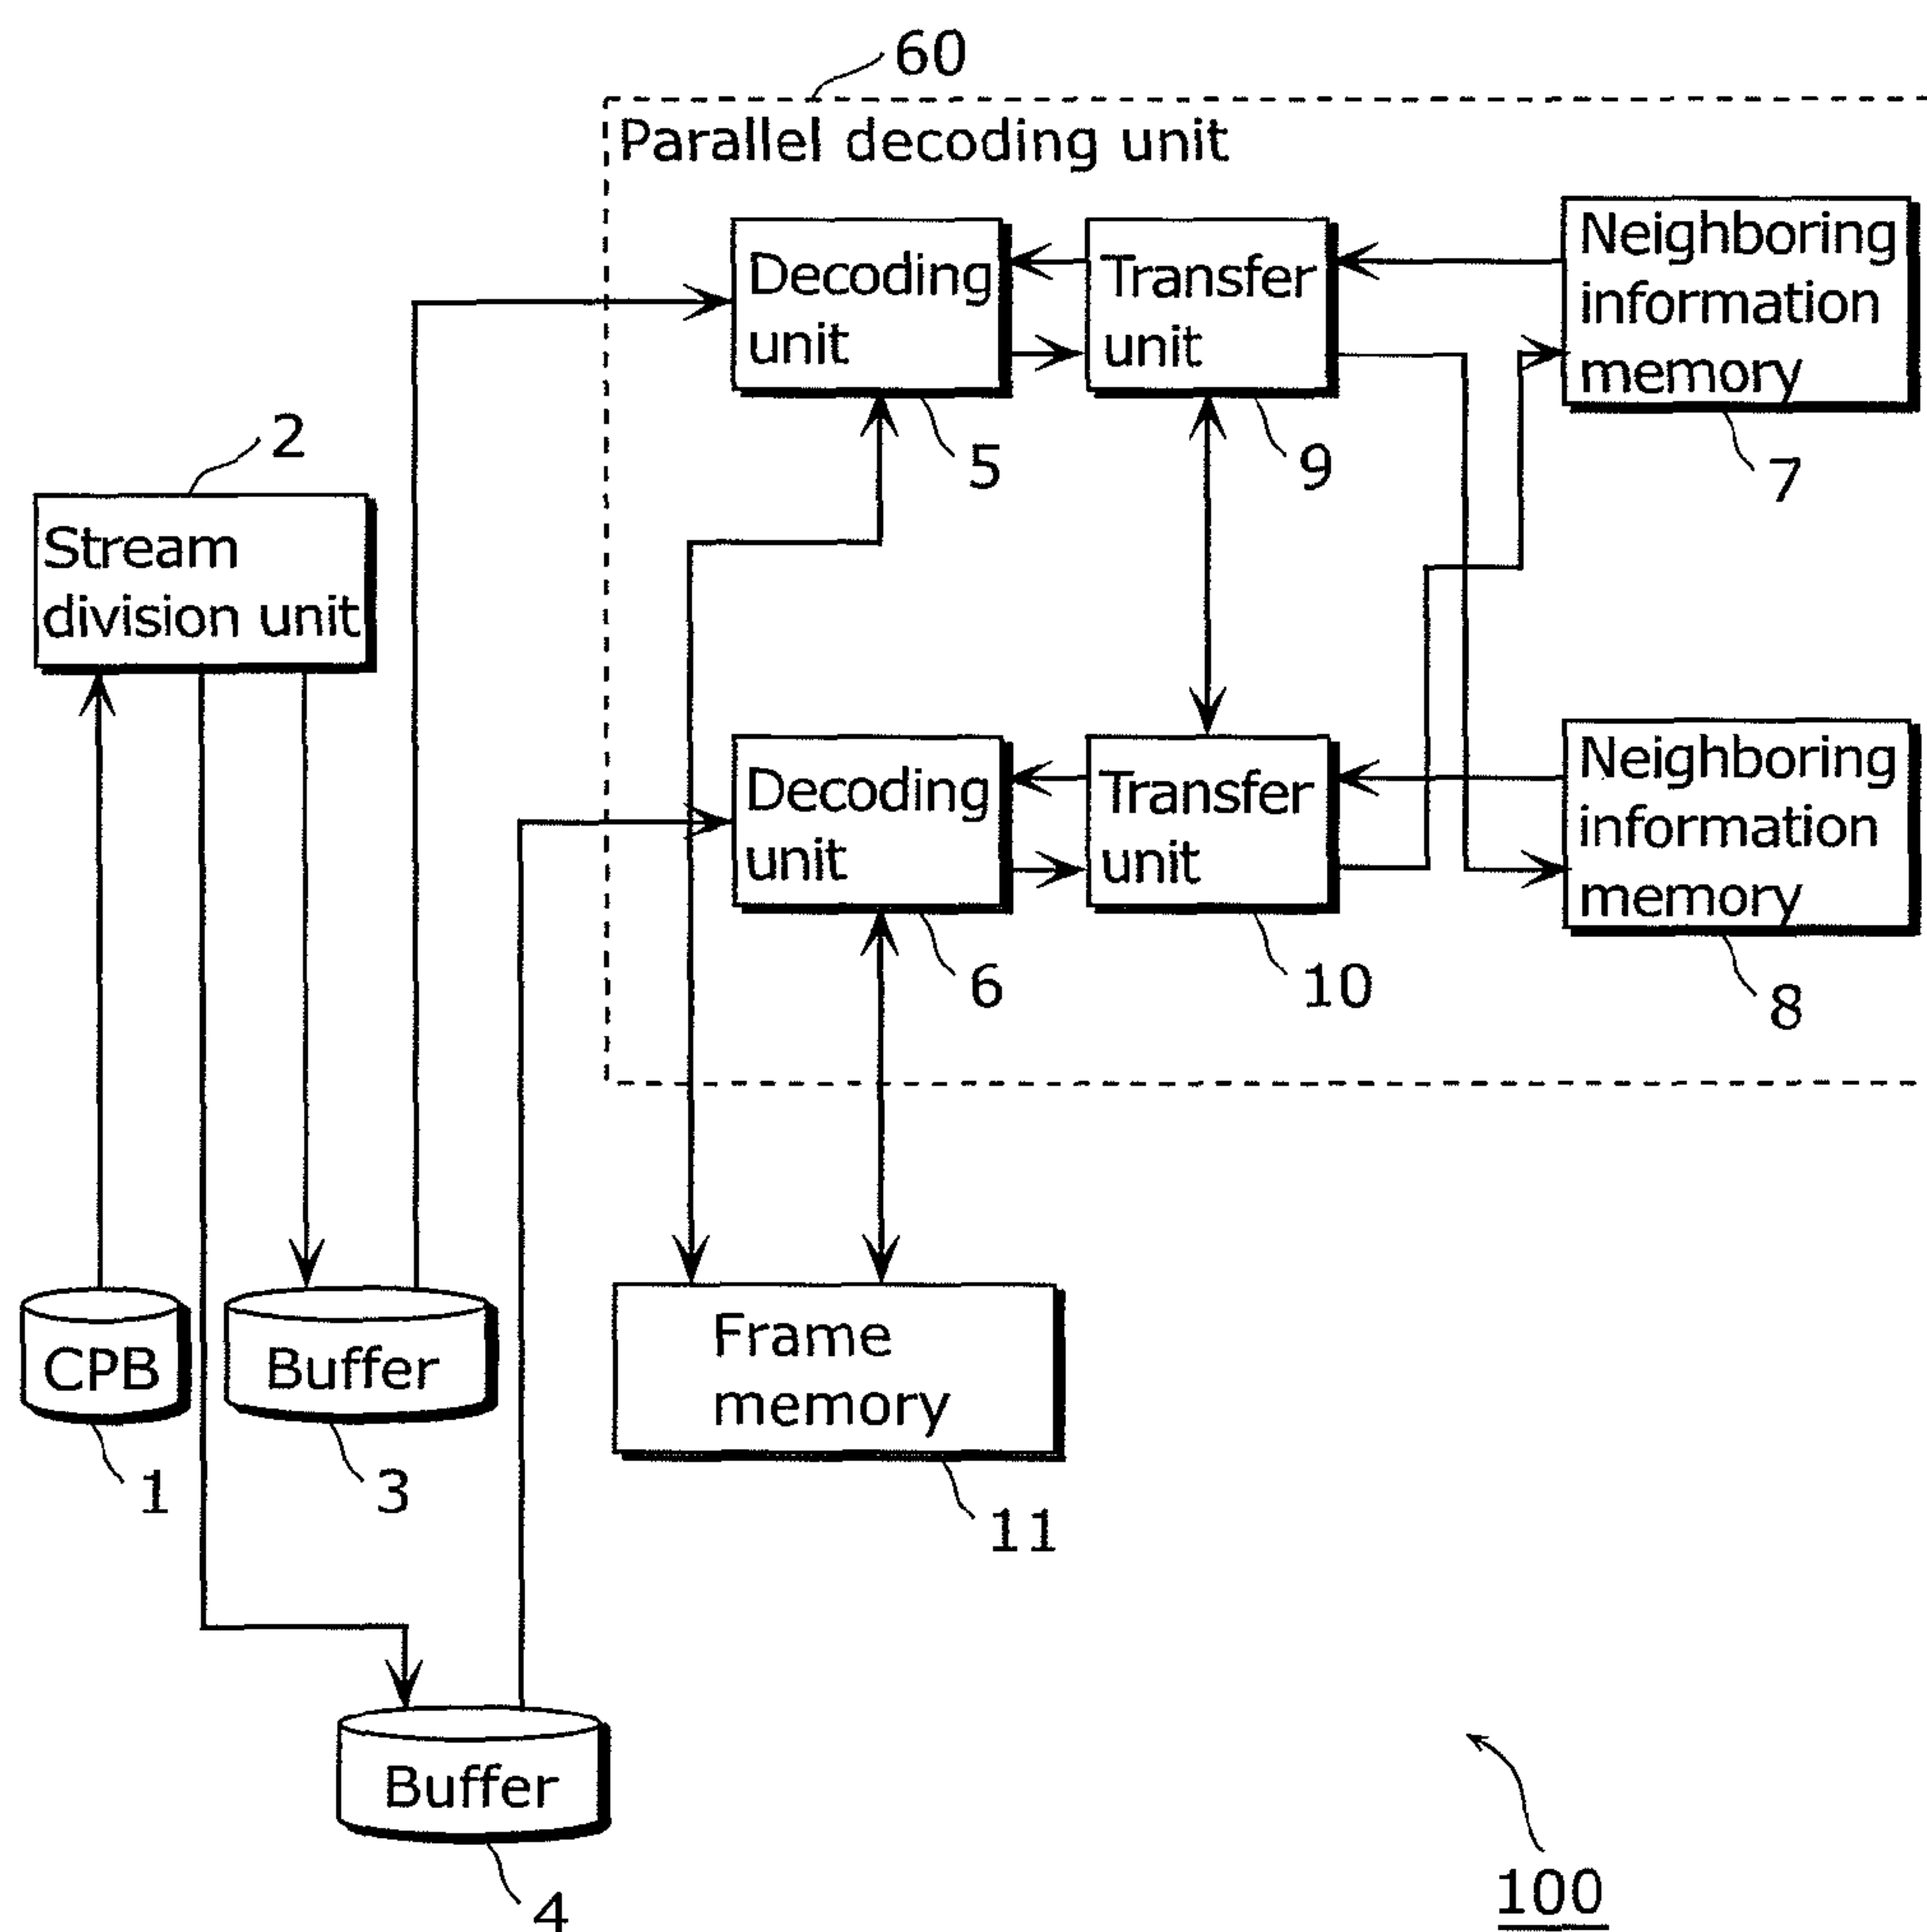 60
Parallel decoding unit
Decoding
unit
5
Transfer
unit
9
Neighboring
information
memory
7
2
Stream
division unit
Decoding
unit
6
Transfer
unit
10
Neighboring
information
memory
8
CPB
1
Buffer
3
Frame
memory
11
Buffer
4
100